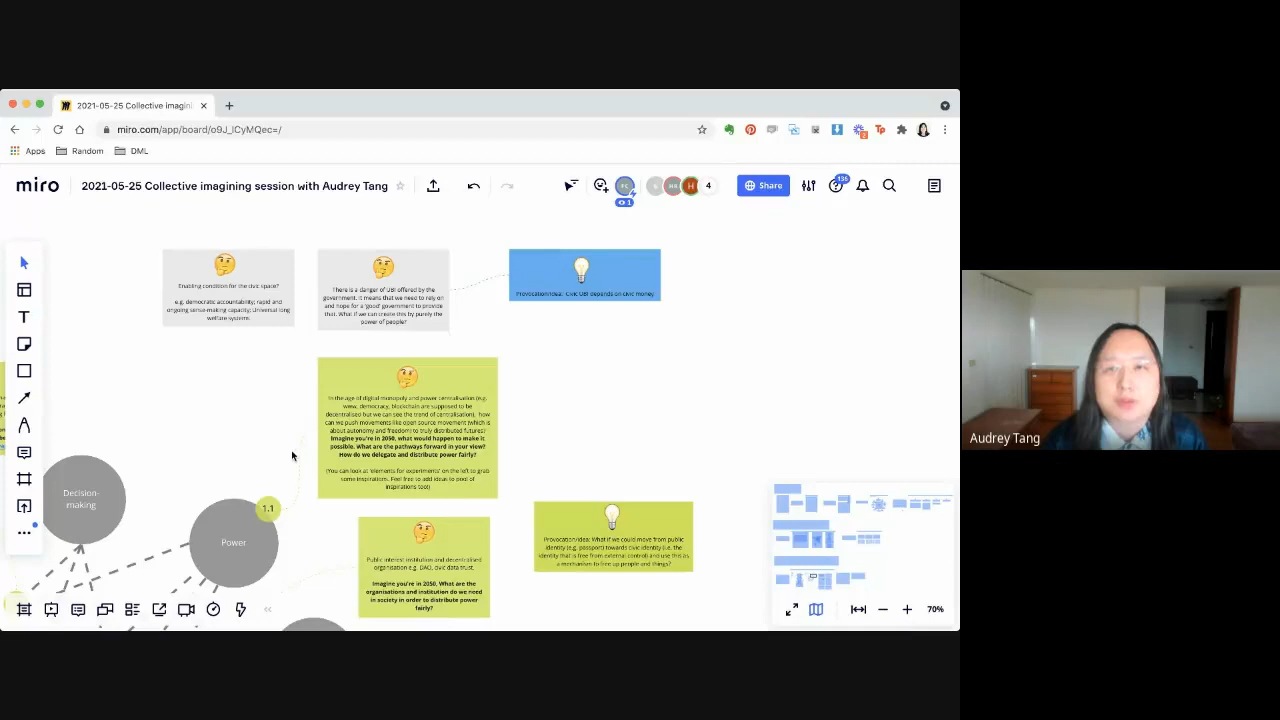 2021-05-25 Collective imagini
miro.com/app/board/o9J_lCyMQec=/
Apps
Random
DML
miro
2021-05-25 Collective imagining session with Audrey Tang
4
Share
136
1
Enabling condition for the civic space?
e.g. democratic accountability; rapid and
ongoing sense-making capacity; Universal long
welfare systems
There is a danger of UBI offered by the
government. It means that we need to rely on
and hope for a 'good' government to provide
that. What if we can create this by purely the
power of people?
Provocation/Idea: Civic UBI depends on civic money
In the age of digital monopoly and power centralisation (e.g.
www, democracy, blockchain are supposed to be
decentralised but we can see the trend of centralisation), how
can we push movements like open source movement (which is
about autonomy and freedom) to truly distributed futures?
Imagine you're in 2050, what would happen to make it
possible. What are the pathways forward in your view?
How do we delegate and distribute power fairly?
(You can look at 'elements for experiments' on the left to grab
some inspirations. Feel free to add ideas to pool of
inspirations too!)
Decision-
making
Power
1.1
Public interest institution and decentralised
organisation e.g. DAO, civic data trust.
Imagine you're in 2050. What are the
organisations and institution do we need
in society in order to distribute power
fairly?
Provocation/Idea: What if we could move from public
identity (e.g. passport) towards civic identity (i.e. the
identity that is free from external control) and use this as
a mechanism to free up people and things?
70%
Audrey Tang